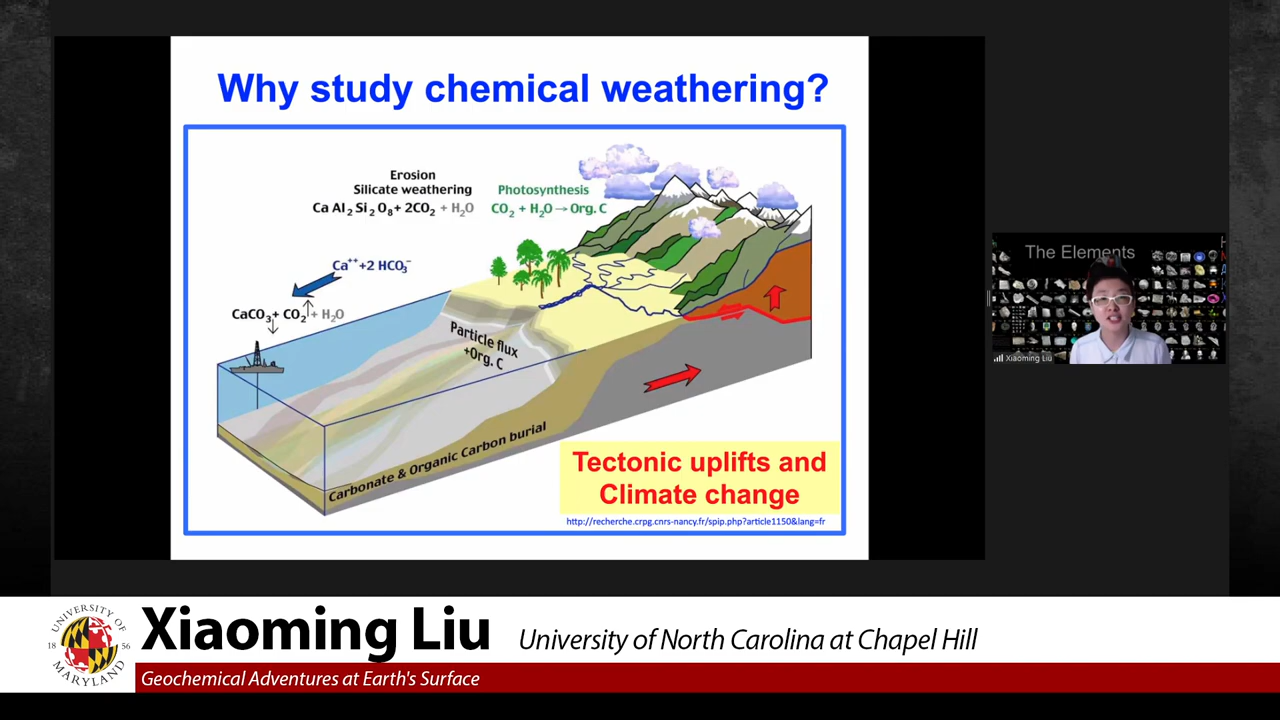 Why study chemical weathering?
Erosion
Silicate weathering
Ca Al2 Si2 O8 + 2CO2 + H2O
Photosynthesis
CO2 + H2O → Org. C
Ca++ +2 HCO3-
CaCO3 + CO2 + H2O
Particle flux
+Org. C
Carbonate & Organic Carbon burial
Tectonic uplifts and
Climate change
http://recherche.crpg.cnrs-nancy.fr/spip.php?article1150&lang=fr
The Elements
Xiaoming Liu
UNIVERSITY OF
18 56
MARYLAND
Xiaoming Liu
University of North Carolina at Chapel Hill
Geochemical Adventures at Earth's Surface